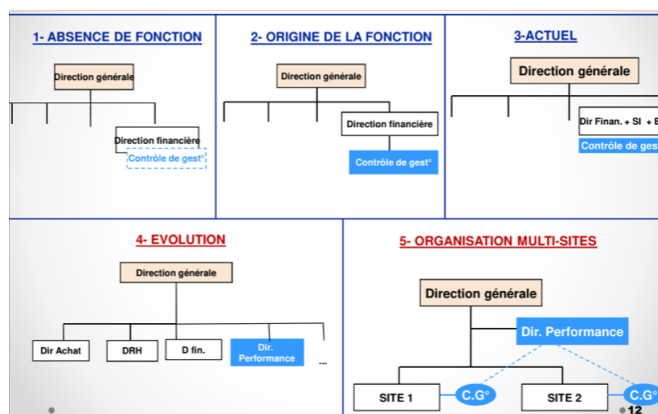 1- ABSENCE DE FONCTION
Direction générale
Direction financière
Contrôle de gest°
2- ORIGINE DE LA FONCTION
Direction générale
Direction financière
Contrôle de gest°
3-ACTUEL
Direction générale
Dir Finan. + SI +
Contrôle de ges
4- EVOLUTION
Direction générale
Dir Achat
DRH
D fin.
Dir.
Performance
...
5- ORGANISATION MULTI-SITES
Direction générale
Dir. Performance
SITE 1
C.G°
SITE 2
C.G°
12